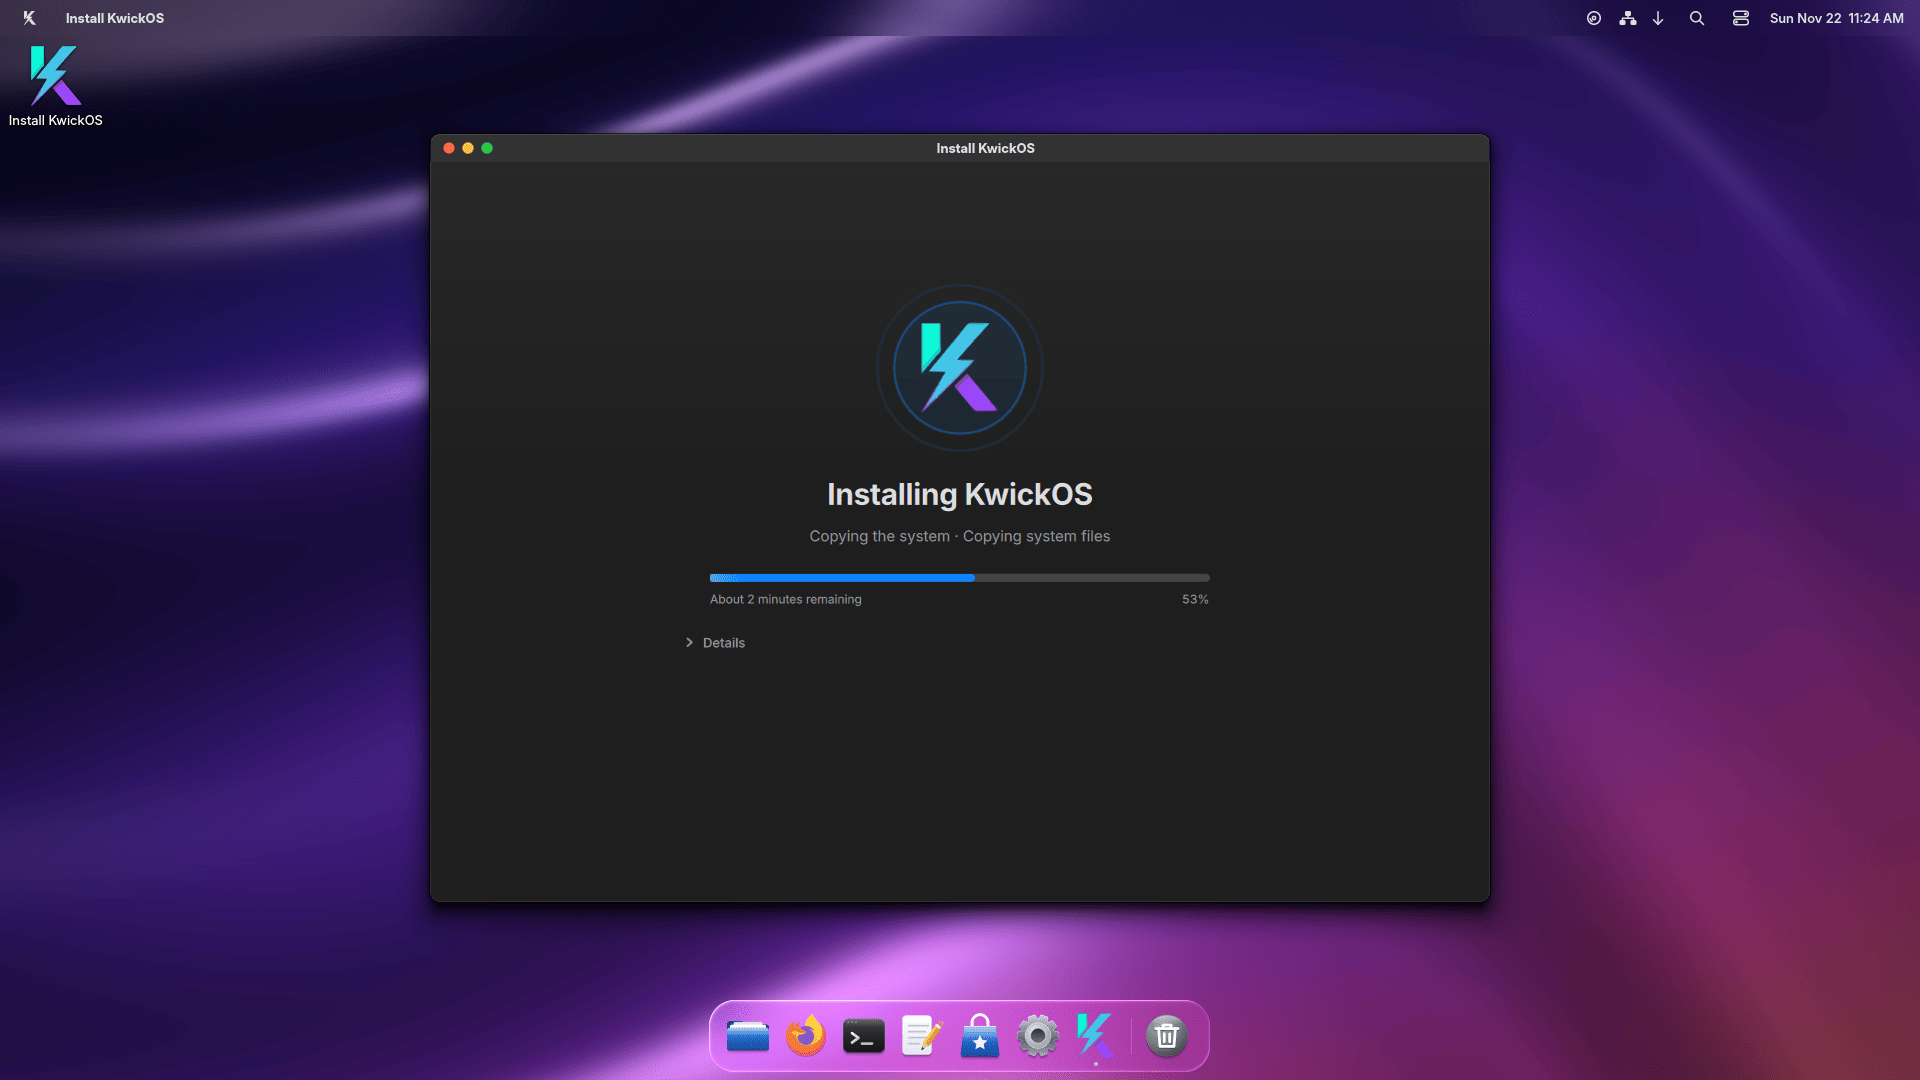 Install KwickOS
Sun Nov 22 11:24 AM
Install KwickOS
Install KwickOS
Installing KwickOS
Copying the system · Copying system files
About 2 minutes remaining
53%
Details